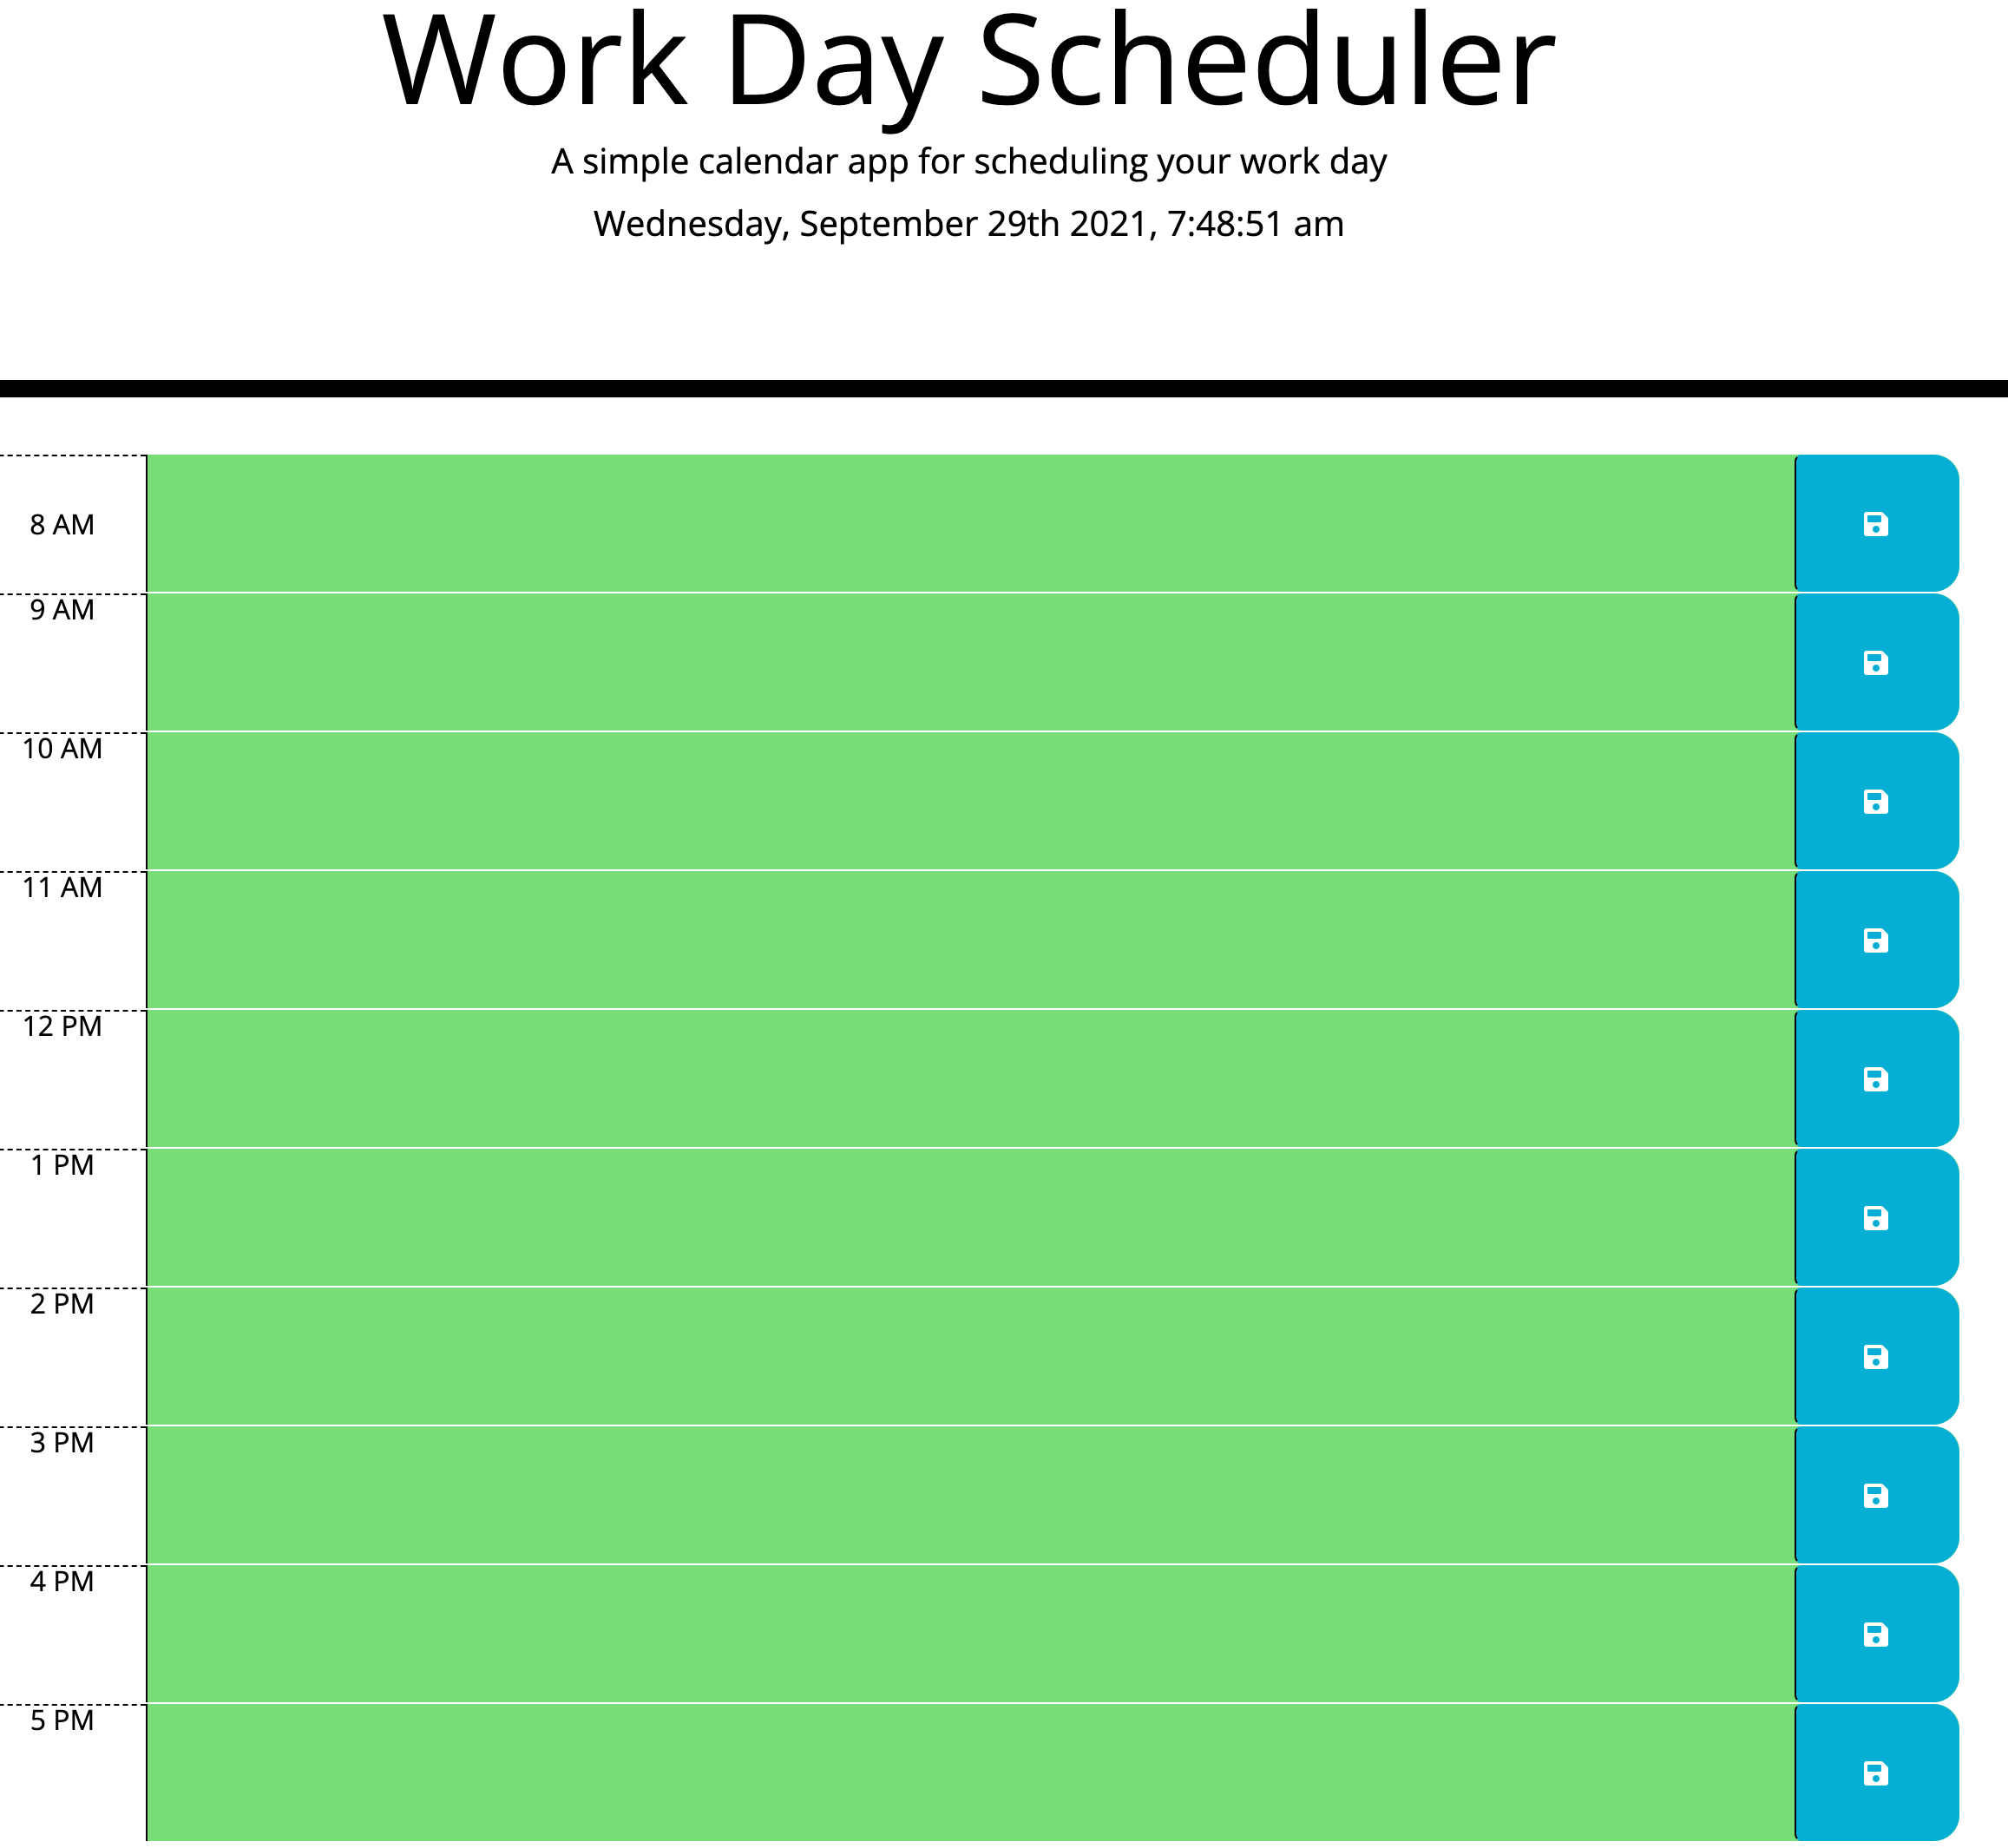 Work Day Scheduler
A simple calendar app for scheduling your work day
Wednesday, September 29th 2021, 7:48:51 am
8 AM
9 AM
10 AM
11 AM
12 PM
1 PM
2 PM
3 PM
4 PM
5 PM